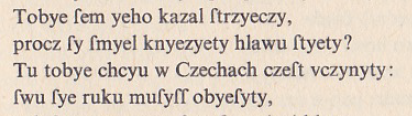 Tobye ſem yeho kazal ſtrzyeczy,
procz ſy ſmyel knyezyety hlawu ſtyety?
Tu tobye chcyu w Czechach czeſt vczynyty:
ſwu ſye ruku muſyſſ obyeſyty,